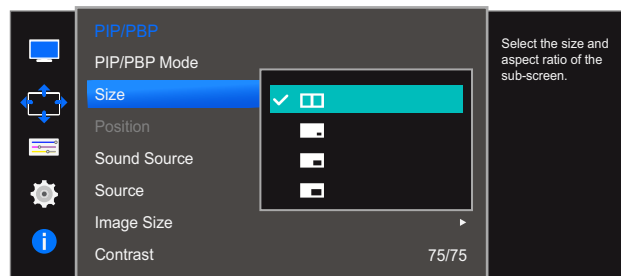 PIP/PBP
PIP/PBP Mode
Size
Position
Sound Source
Source
Image Size
Contrast 75/75
Select the size and
aspect ratio of the
sub-screen.